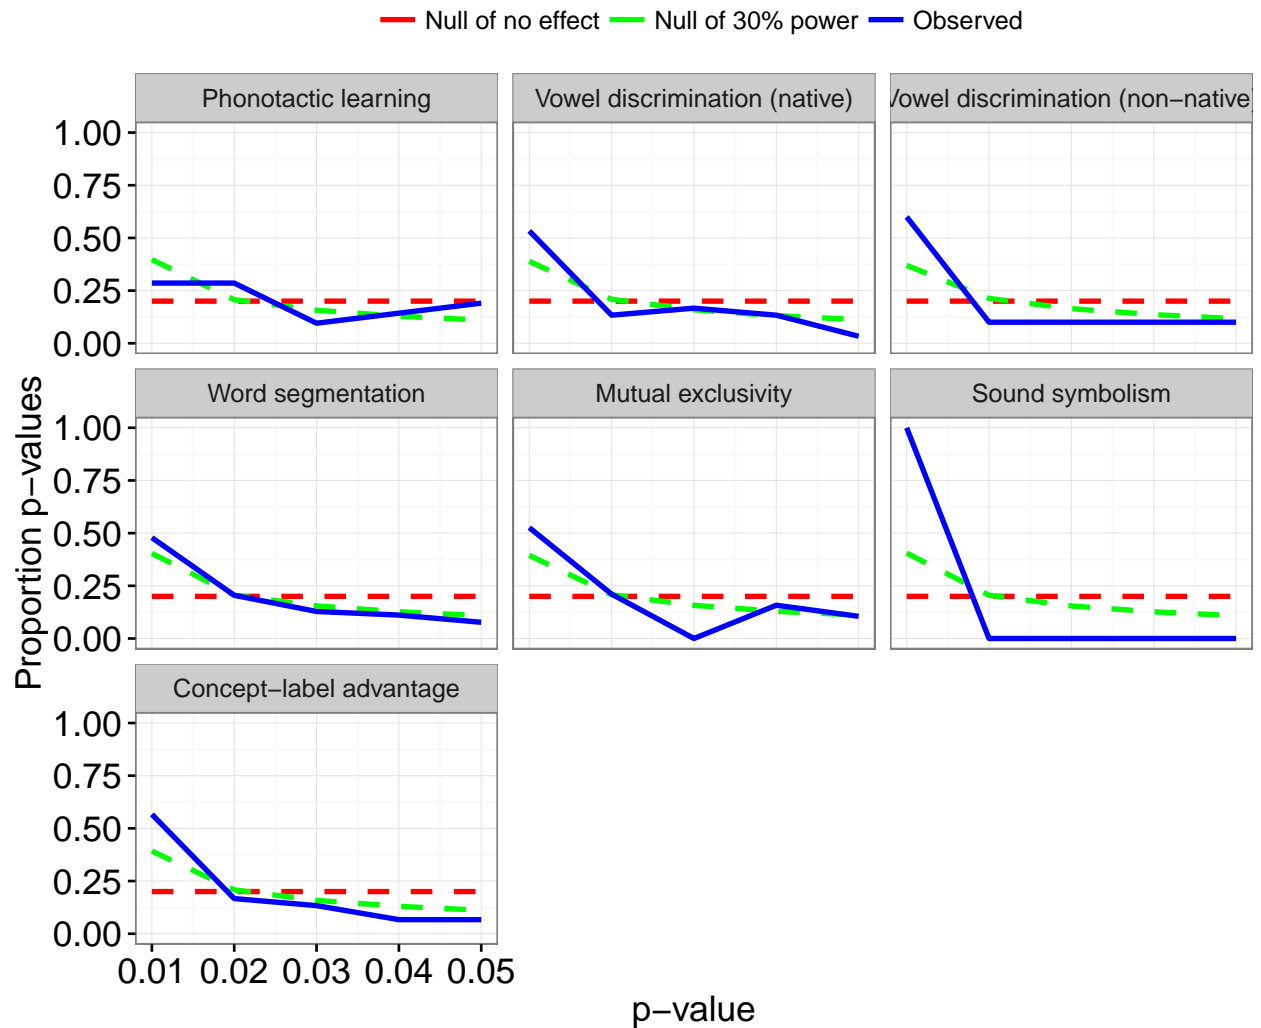 Null of no effect Null of 30% power Observed
Phonotactic learning Vowel discrimination (native) Vowel discrimination (non−native)
1.00
0.75
0.50
0.25
0.00
Word segmentation Mutual exclusivity Sound symbolism
1.00
0.75
0.50
0.25
0.00
Proportion p−values
Concept−label advantage
1.00
0.75
0.50
0.25
0.00
0.01 0.02 0.03 0.04 0.05
p−value